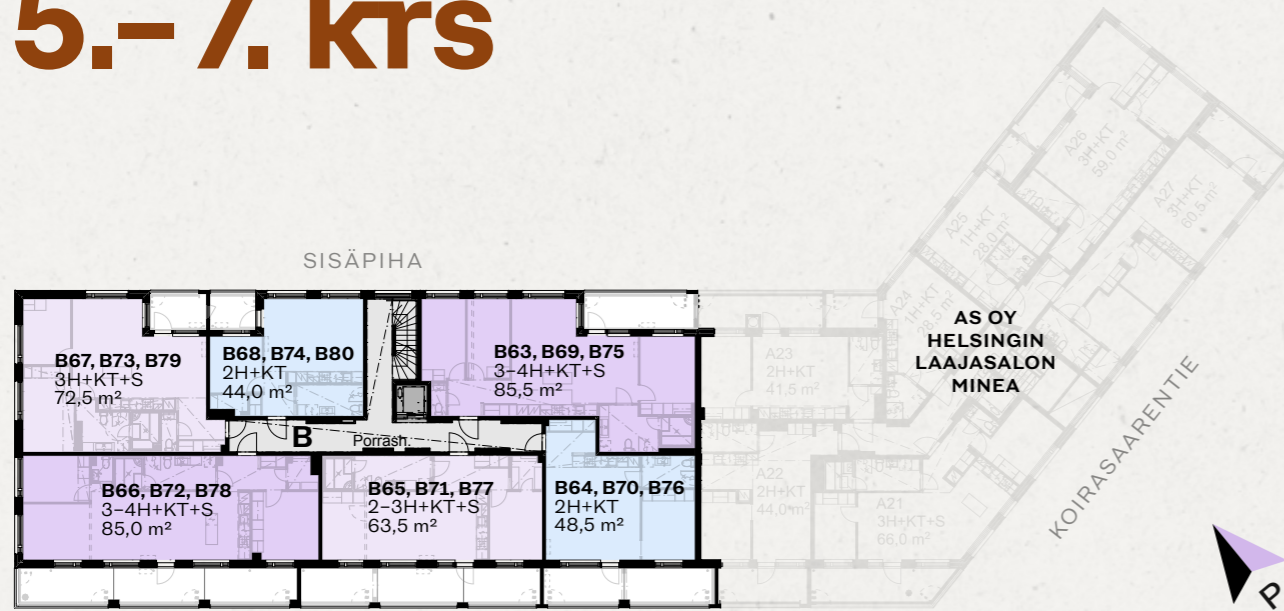 5.–7. krs
SISÄPIHA
B67, B73, B79
3H+KT+S
72,5 m²
B68, B74, B80
2H+KT
44,0 m²
B63, B69, B75
3–4H+KT+S
85,5 m²
B
Porrash.
B66, B72, B78
3–4H+KT+S
85,0 m²
B65, B71, B77
2–3H+KT+S
63,5 m²
B64, B70, B76
2H+KT
48,5 m²
A23
2H+KT
41,5 m²
A22
2H+KT
44,0 m²
A21
3H+KT+S
66,0 m²
A24
1H+KT
A25
1H+KT
28,0 m²
A26
3H+KT
59,0 m²
A27
3H+KT
60,5 m²
AS OY
HELSINGIN
LAAJASALON
MINEA
KOIRASAARENTIE
P